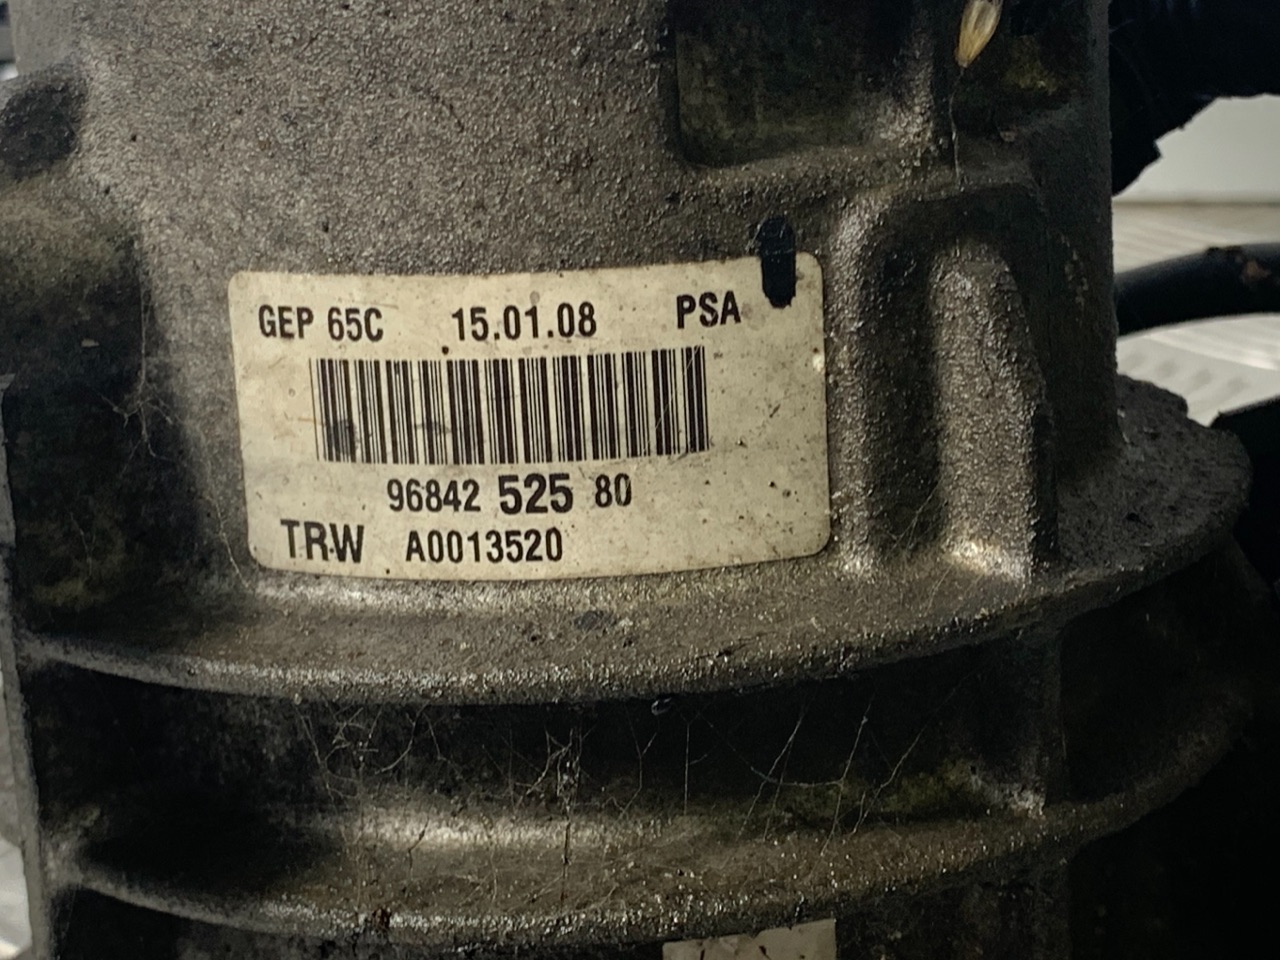 GEP 65C 15.01.08 PSA
96842 525 80
TRW A0013520